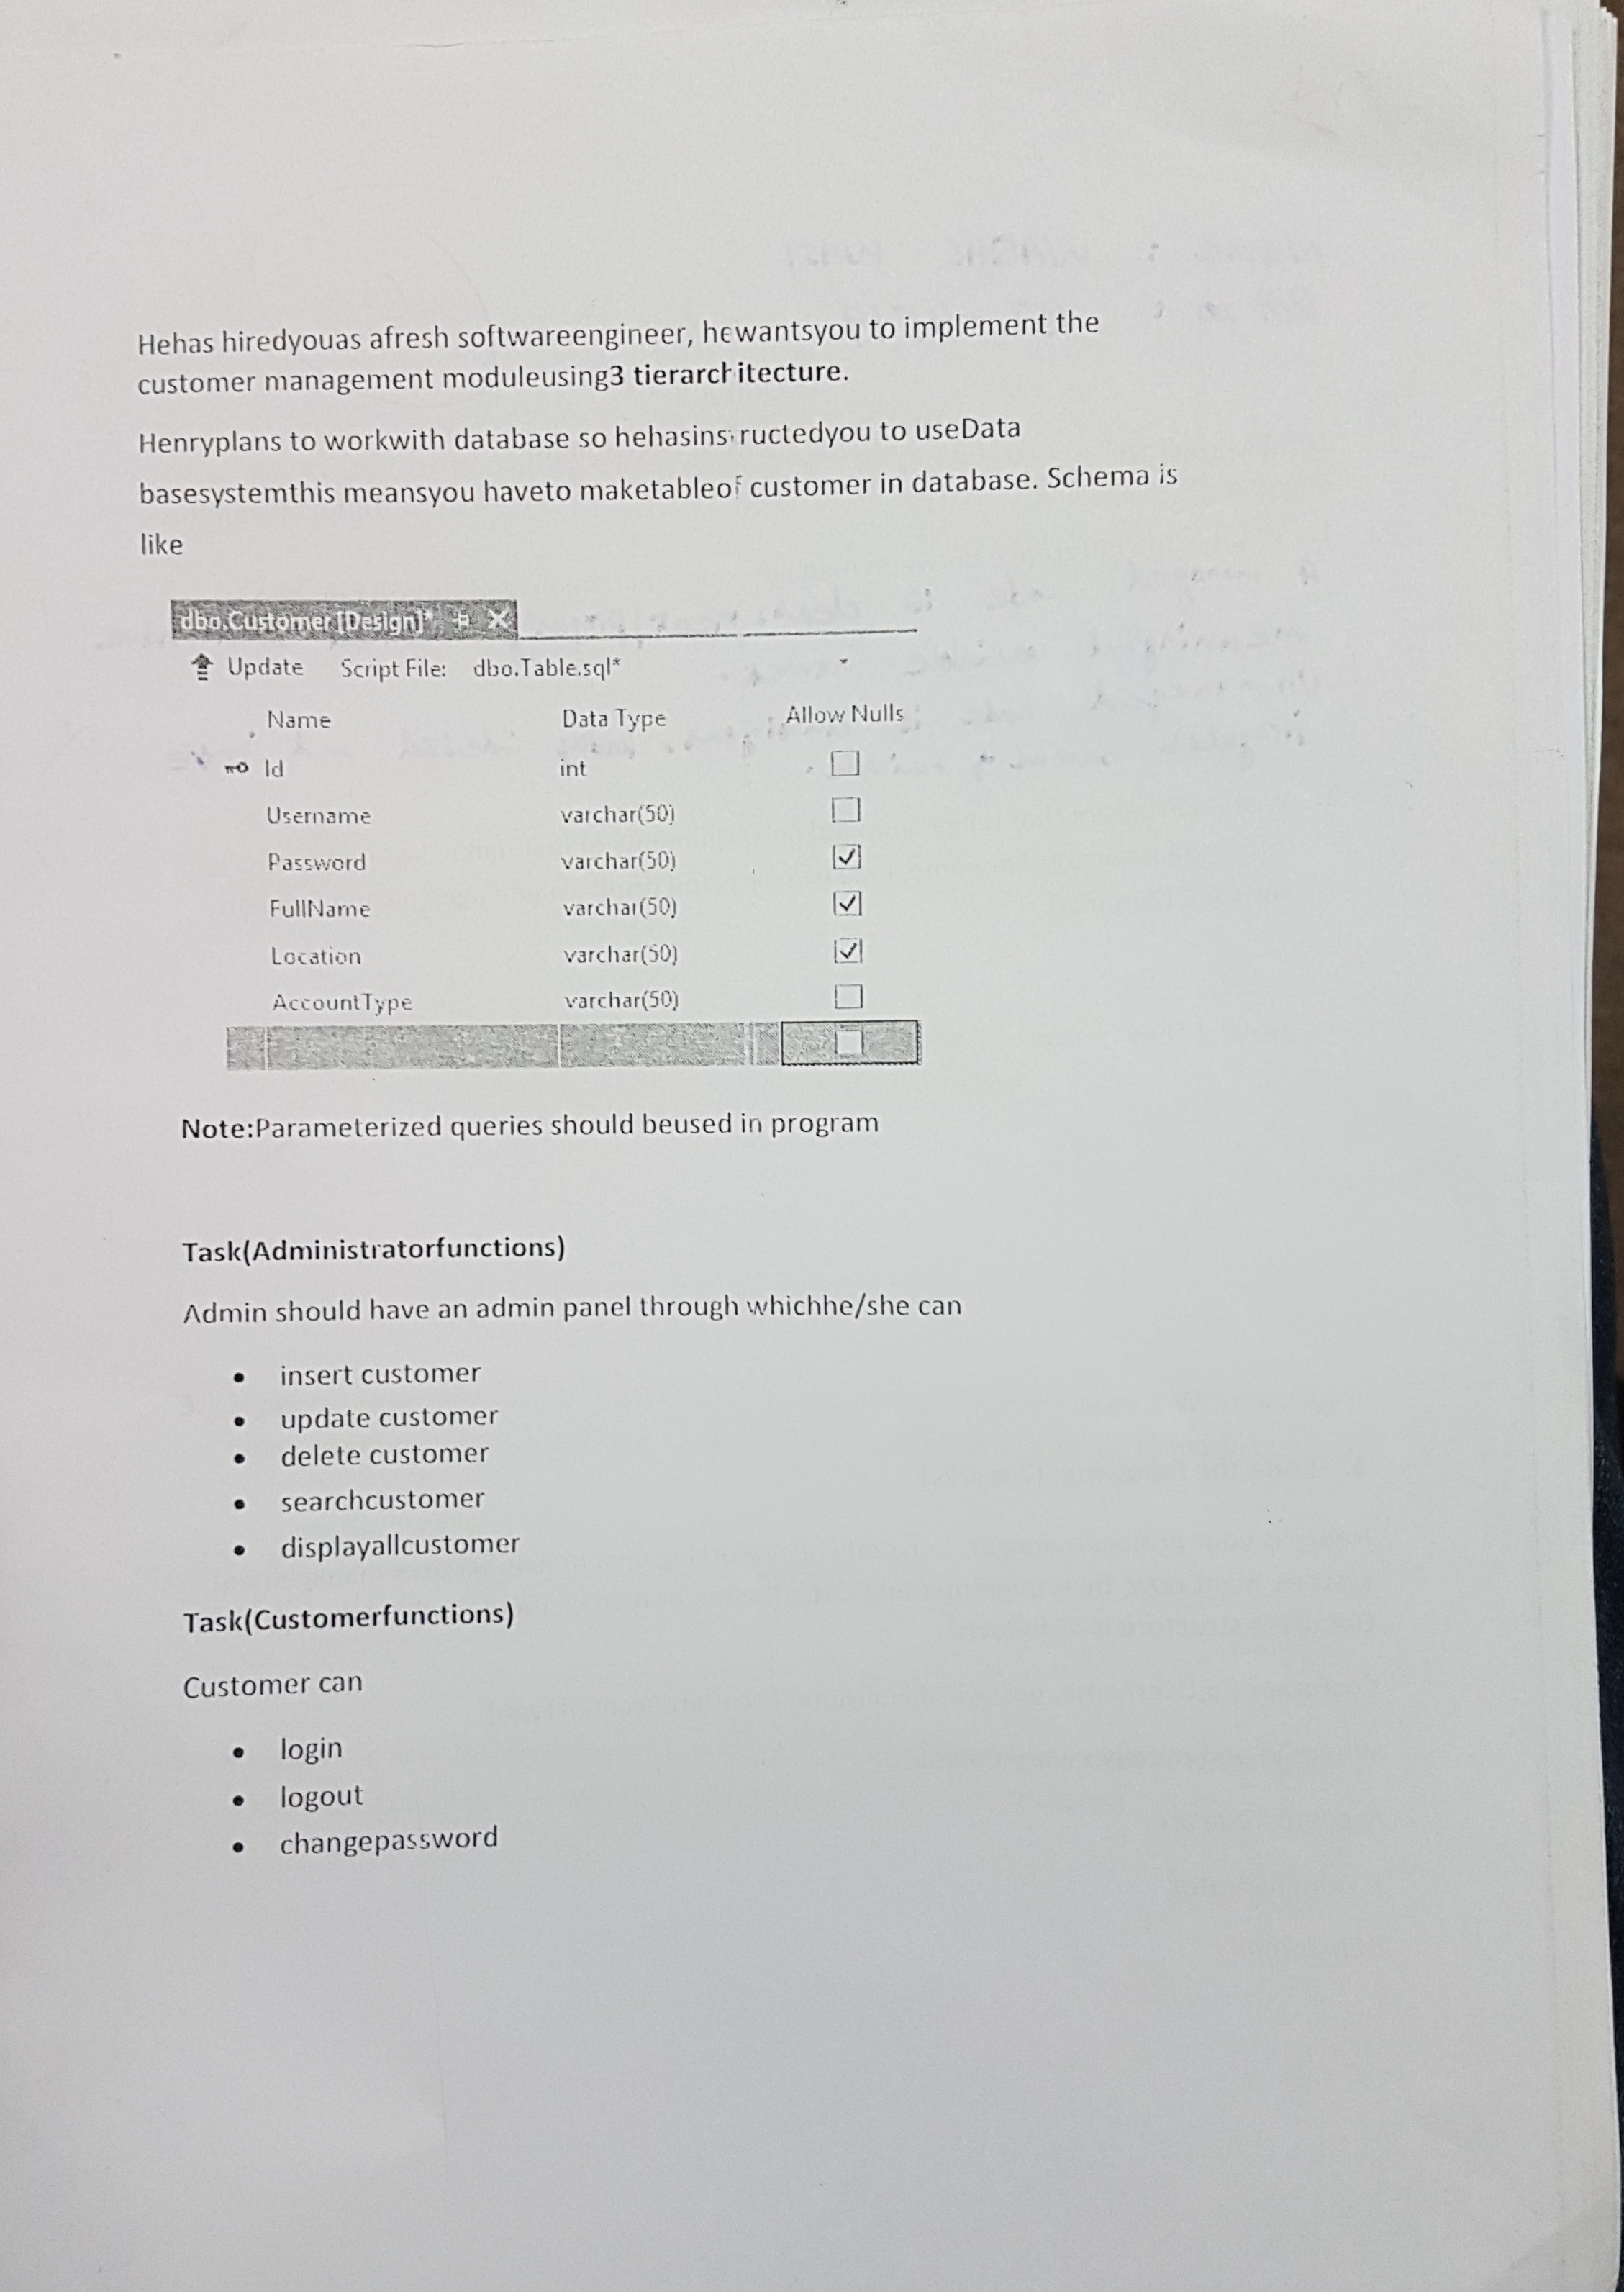 Hehas hiredyouas afresh softwareengineer, hewantsyou to implement the
customer management moduleusing3 tierarchitecture.
Henryplans to workwith database so hehasinstructedyou to useData
basesystemthis meansyou haveto maketableof customer in database. Schema is
like
dbo.Customer [Design]*
Update Script File: dbo.Table.sql*
Name Data Type Allow Nulls
Id int
Username varchar(50)
Password varchar(50)
FullName varchar(50)
Location varchar(50)
AccountType varchar(50)
Note:Parameterized queries should beused in program
Task(Administratorfunctions)
Admin should have an admin panel through whichhe/she can
• insert customer
• update customer
• delete customer
• searchcustomer
• displayallcustomer
Task(Customerfunctions)
Customer can
• login
• logout
• changepassword